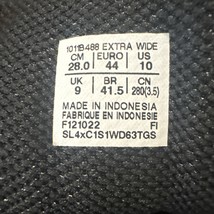 1011B488 EXTRA WIDE
CM EURO US
28.0 44 10
UK BR CN
9 41.5 280(3.5)
MADE IN INDONESIA
FABRIQUE EN INDONESIE
F121022 FI
SL4xC1S1WD63TGS